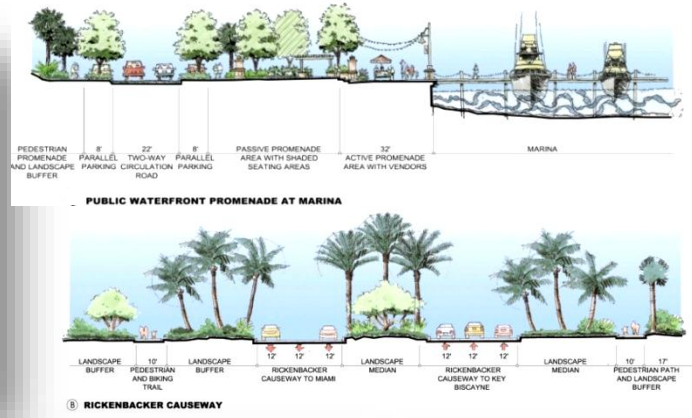 PEDESTRIAN
PROMENADE
AND LANDSCAPE
BUFFER
8'
PARALLEL
PARKING
22'
TWO-WAY
CIRCULATION
ROAD
8'
PARALLEL
PARKING
PASSIVE PROMENADE
AREA WITH SHADED
SEATING AREAS
32'
ACTIVE PROMENADE
AREA WITH VENDORS
MARINA
PUBLIC WATERFRONT PROMENADE AT MARINA
LANDSCAPE
BUFFER
10'
PEDESTRIAN
AND BIKING
TRAIL
LANDSCAPE
BUFFER
12' 12' 12'
RICKENBACKER
CAUSEWAY TO MIAMI
LANDSCAPE
MEDIAN
12' 12' 12'
RICKENBACKER
CAUSEWAY TO KEY
BISCAYNE
LANDSCAPE
MEDIAN
10' 17'
PEDESTRIAN PATH
AND LANDSCAPE
BUFFER
B RICKENBACKER CAUSEWAY